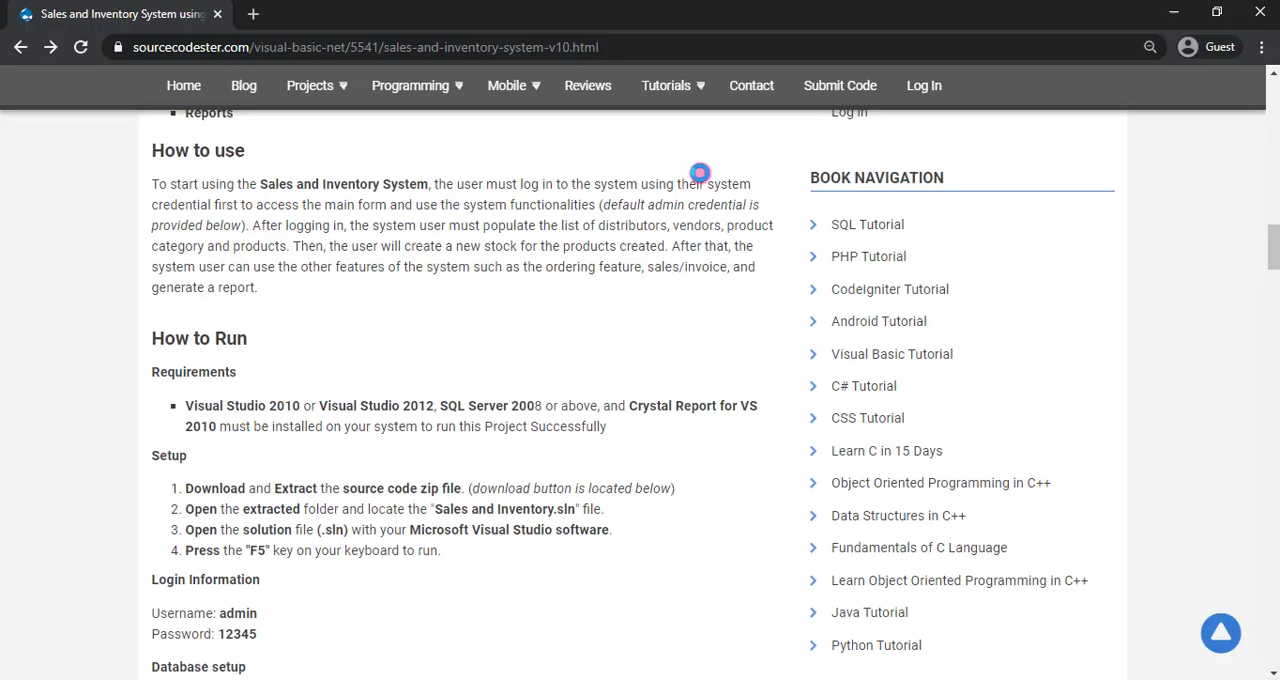 Sales and Inventory System using
sourcecodester.com/visual-basic-net/5541/sales-and-inventory-system-v10.html
Guest
Home Blog Projects Programming Mobile Reviews Tutorials Contact Submit Code Log In
Reports
Log In
How to use
To start using the Sales and Inventory System, the user must log in to the system using their system
credential first to access the main form and use the system functionalities (default admin credential is
provided below). After logging in, the system user must populate the list of distributors, vendors, product
category and products. Then, the user will create a new stock for the products created. After that, the
system user can use the other features of the system such as the ordering feature, sales/invoice, and
generate a report.
How to Run
Requirements
Visual Studio 2010 or Visual Studio 2012, SQL Server 2008 or above, and Crystal Report for VS
2010 must be installed on your system to run this Project Successfully
Setup
1. Download and Extract the source code zip file. (download button is located below)
2. Open the extracted folder and locate the "Sales and Inventory.sln" file.
3. Open the solution file (.sln) with your Microsoft Visual Studio software.
4. Press the "F5" key on your keyboard to run.
Login Information
Username: admin
Password: 12345
Database setup
BOOK NAVIGATION
SQL Tutorial
PHP Tutorial
CodeIgniter Tutorial
Android Tutorial
Visual Basic Tutorial
C# Tutorial
CSS Tutorial
Learn C in 15 Days
Object Oriented Programming in C++
Data Structures in C++
Fundamentals of C Language
Learn Object Oriented Programming in C++
Java Tutorial
Python Tutorial